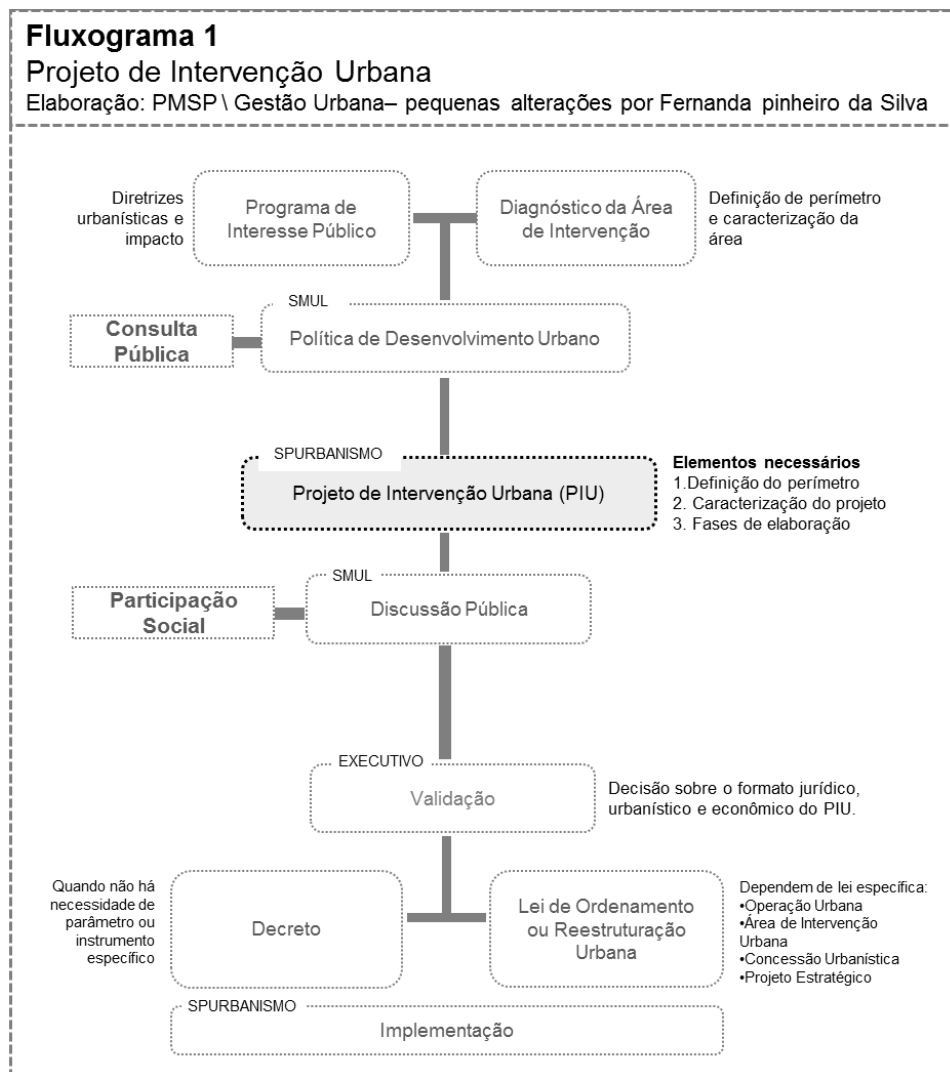 Fluxograma 1
Projeto de Intervenção Urbana
Elaboração: PMSP \ Gestão Urbana– pequenas alterações por Fernanda pinheiro da Silva
Diretrizes
urbanísticas e
impacto
Programa de
Interesse Público
Diagnóstico da Área
de Intervenção
Definição de perímetro
e caracterização da
área
SMUL
Consulta
Pública
Política de Desenvolvimento Urbano
SPURBANISMO
Projeto de Intervenção Urbana (PIU)
Elementos necessários
1.Definição do perímetro
2. Caracterização do projeto
3. Fases de elaboração
SMUL
Participação
Social
Discussão Pública
EXECUTIVO
Validação
Decisão sobre o formato jurídico,
urbanístico e econômico do PIU.
Quando não há
necessidade de
parâmetro ou
instrumento
específico
Decreto
Lei de Ordenamento
ou Reestruturação
Urbana
Dependem de lei específica:
•Operação Urbana
•Área de Intervenção
Urbana
•Concessão Urbanística
•Projeto Estratégico
SPURBANISMO
Implementação